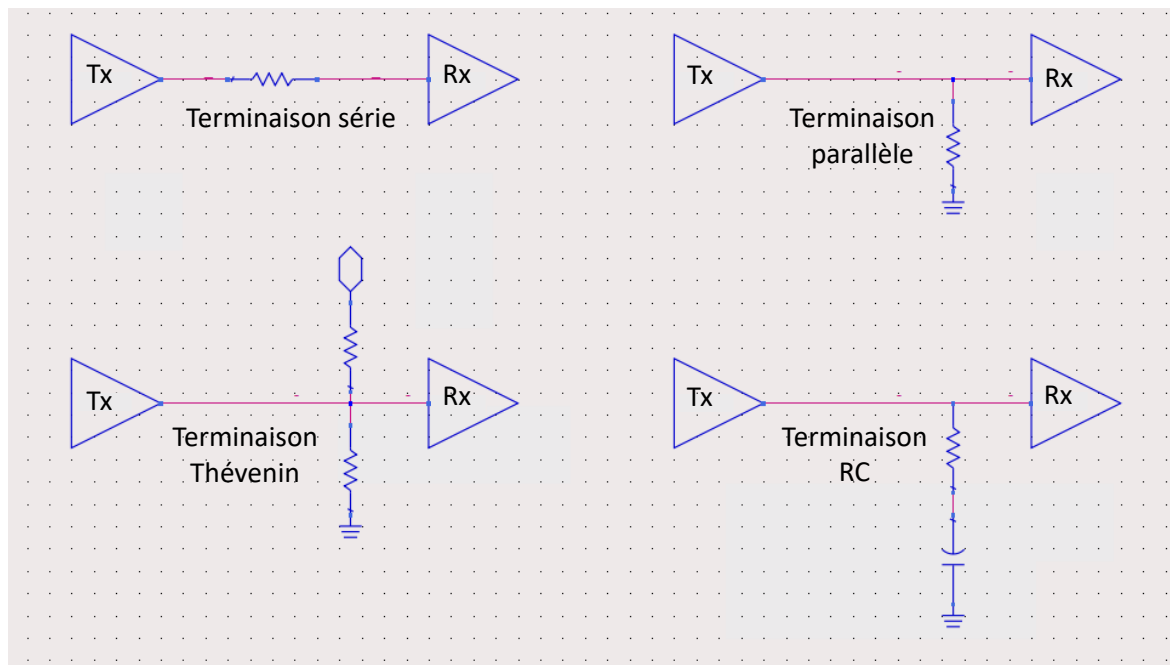 Tx
Rx
Terminaison série
Tx
Rx
Terminaison
parallèle
Tx
Rx
Terminaison
Thévenin
Tx
Rx
Terminaison
RC